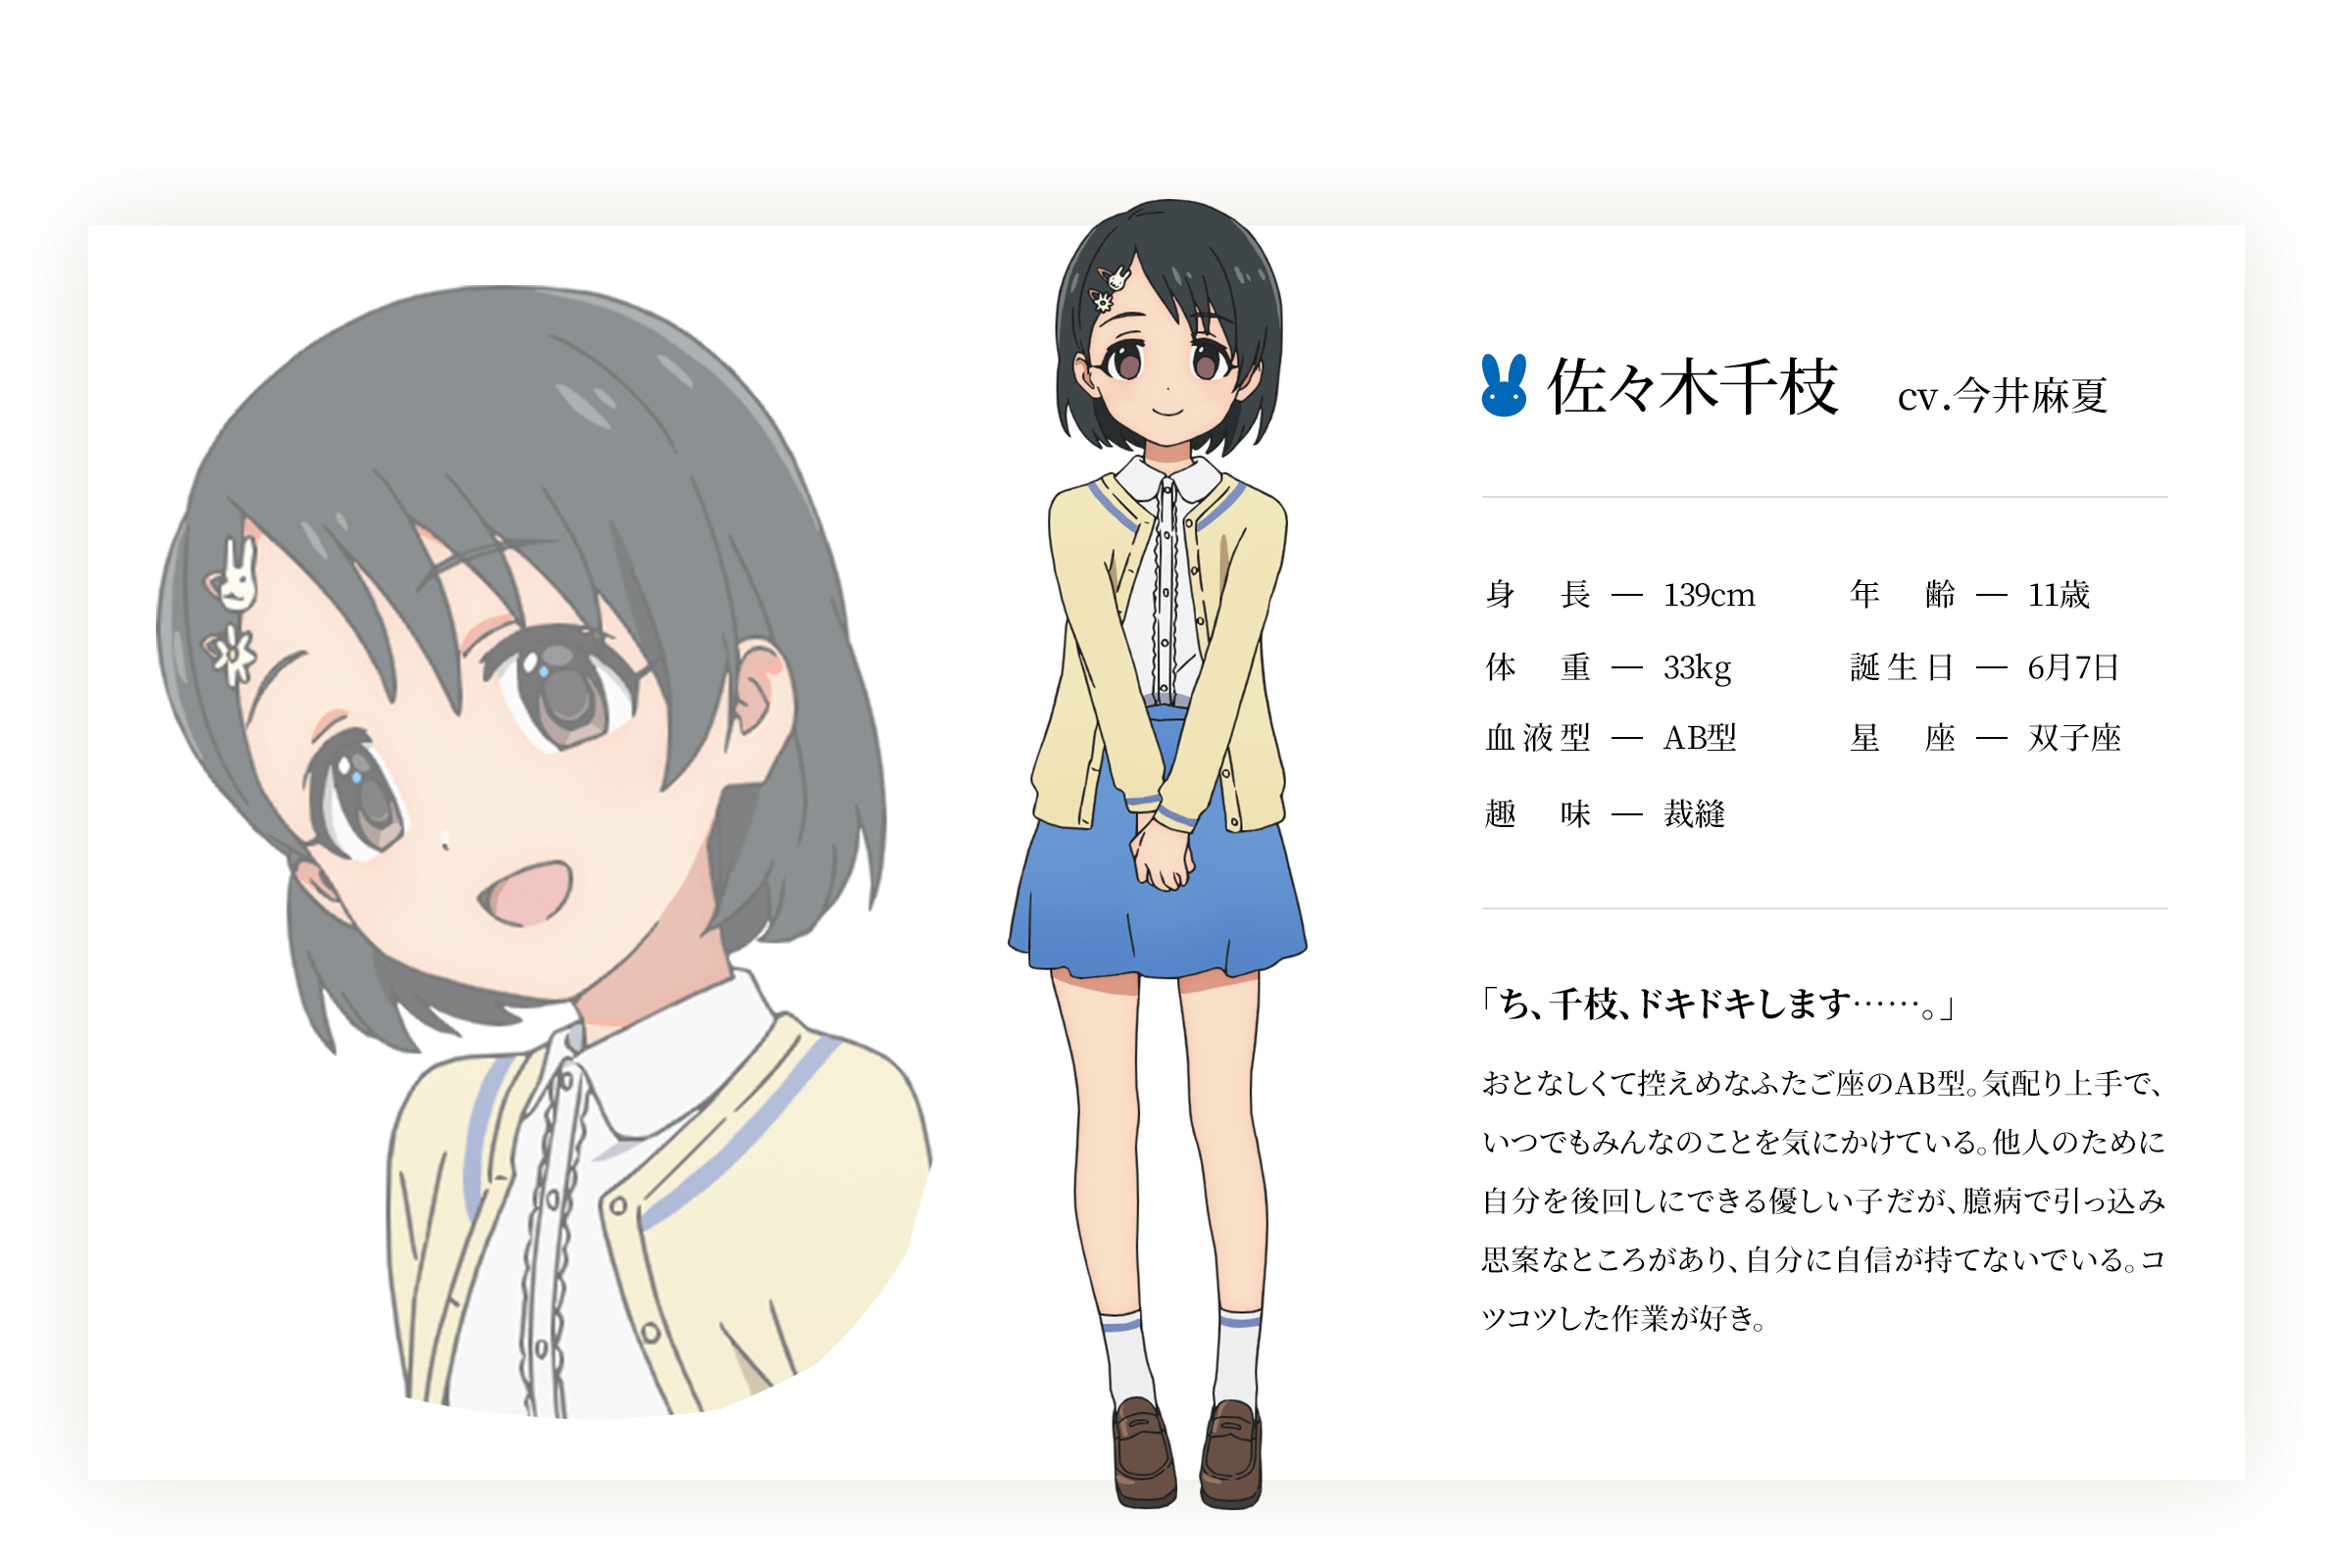 佐々木千枝 cv.今井麻夏
身長 — 139cm 年齢 — 11歳
体重 — 33kg 誕生日 — 6月7日
血液型 — AB型 星座 — 双子座
趣味 — 裁縫
「ち、千枝、ドキドキします……。」
おとなしくて控えめなふたご座のAB型。気配り上手で、
いつでもみんなのことを気にかけている。他人のために
自分を後回しにできる優しい子だが、臆病で引っ込み
思案なところがあり、自分に自信が持てないでいる。コ
ツコツした作業が好き。